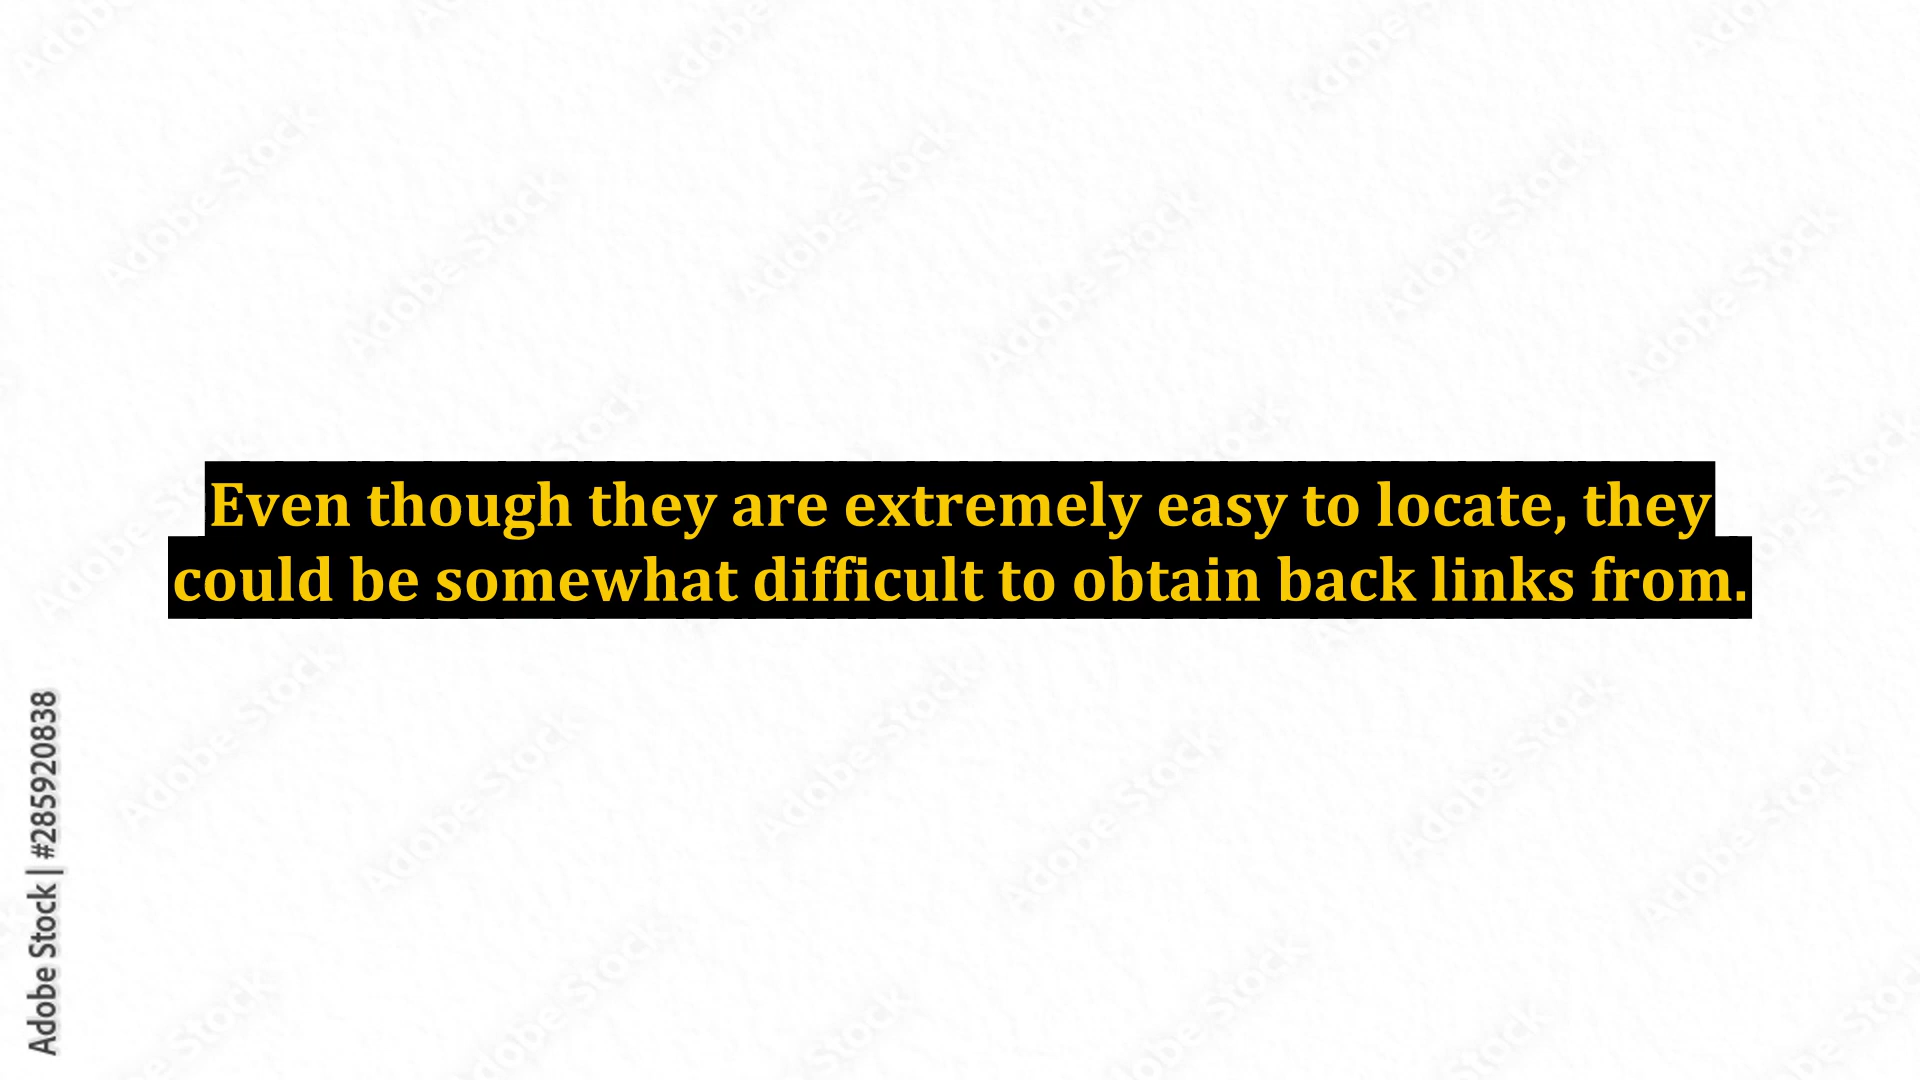 Even though they are extremely easy to locate, they
could be somewhat difficult to obtain back links from.
Adobe Stock | #285920838